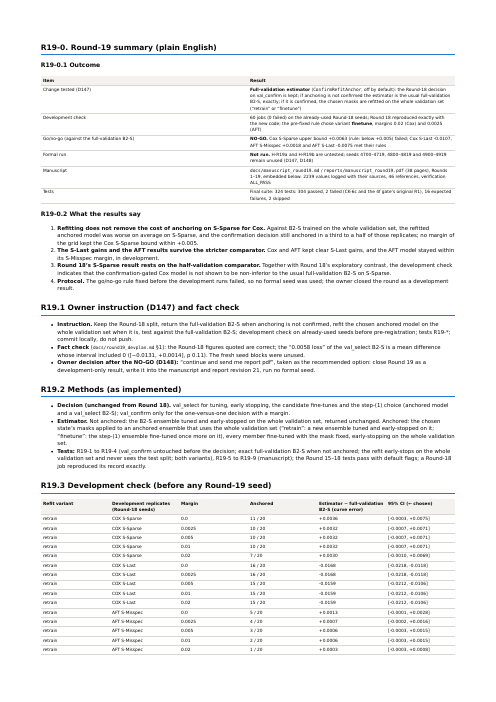 R19-0. Round-19 summary (plain English)
R19-0.1 Outcome
Item Result
Change tested (D147) Full-validation estimator (ConfirmRefitAnchor, off by default): the Round-18 decision
on val_confirm is kept; if anchoring is not confirmed the estimator is the usual full-validation
B2-S, exactly; if it is confirmed, the chosen masks are refitted on the whole validation set
("retrain" or "finetune")
Development check 60 jobs (0 failed) on the already used Round-18 seeds; Round-18 reproduced exactly with
the new code, the pre-fixed rule chose variant finetune, margins 0.02 (Cox) and 0.0025
(AFT)
Go/no-go (against the full-validation B2-S) NO-GO. Cox S-Sparse upper bound +0.0063 (rule: below +0.005) failed; Cox S-Last -0.0107,
AFT S-Misspec +0.0018 and AFT S-Last -0.0075 met their rules
Formal run Not run. H-R19a and H-R19b are untested; seeds 4700-4719, 4800-4819 and 4900-4919
remain unused (D147, D148)
Manuscript docs/manuscript_round19.md / reports/manuscript_round19.pdf (38 pages), Rounds
1-19, embedded below. 2239 values logged with their sources, 46 references, verification
ALL_PASS
Tests Final suite: 324 tests: 304 passed, 2 failed (C9-6c and the 4f gate's original R1), 16 expected
failures, 2 skipped
R19-0.2 What the results say
1. Refitting does not remove the cost of anchoring on S-Sparse for Cox. Against B2-S trained on the whole validation set, the refitted
anchored model was worse on average on S-Sparse, and the confirmation decision still anchored in a third to a half of those replicates; no margin of
the grid kept the Cox S-Sparse bound within +0.005.
2. The S-Last gains and the AFT results survive the stricter comparator. Cox and AFT kept clear S-Last gains, and the AFT model stayed within
its S-Misspec margin, in development.
3. Round 18's S-Sparse result rests on the half-validation comparator. Together with Round-18's exploratory contrast, the development check
indicates that the confirmation-gated Cox model is not shown to be non-inferior to the usual full-validation B2-S on S-Sparse.
4. Protocol. The go/no-go rule fixed before the development runs failed, so no formal seed was used; the owner closed the round as a development
result.
R19.1 Owner instruction (D147) and fact check
• Instruction. Keep the Round-18 split, return the full-validation B2-S when anchoring is not confirmed, refit the chosen anchored model on the whole
validation set when it is, test against the full-validation B2-S; development check on already-used seeds before pre-registration; tests R19-*;
commit locally, do not push.
• Fact check (docs/round19_devplan.md §1): the Round-18 figures quoted are correct; the "0.0058 loss" of the val_select B2-S is a mean difference
whose interval included 0 ([−0.0131, +0.0014], p 0.11). The fresh seed blocks were unused.
• Owner decision after the NO-GO (D148): "continue and send me report pdf", taken as the recommended option: close Round 19 as a
development-only result, write it into the manuscript and report revision 21, run no formal seed.
R19.2 Methods (as implemented)
• Decision (unchanged from Round 18). val_select for tuning, early stopping, the candidate finetune and the step-(1) choice (anchored model
and a val_select B2-S); val_confirm only for the one-versus-one decision with a margin.
• Estimator. Not anchored: the B2-S ensemble tuned and early-stopped on the whole validation set, returned unchanged. Anchored: the chosen
state's masks applied to an anchored ensemble that uses the whole validation set ("retrain": a new ensemble tuned and early-stopped on it;
"finetune": the step-(1) ensemble fine-tuned once more on it), every member fine-tuned with the mask fixed, early-stopping on the whole validation
set.
• Tests: R19-1 to R19-4 (val_confirm untouched before the decision; exact full-validation B2-S when not anchored; the refit early-stops on the whole
validation set and never sees the test split; both variants), R19-5 to R19-9 (manuscript); the Round 15–18 tests pass with default flags; a Round-18
job reproduced its record exactly.
R19.3 Development check (before any Round-19 seed)
Refit variant Development replicates (Round-18 seeds) Margin Anchored Estimator − full-validation B2-S (curve error) 95% CI (− chosen)
retrain COX S-Sparse 0.0 11 / 20 +0.0036 [-0.0003, +0.0075]
retrain COX S-Sparse 0.0025 10 / 20 +0.0032 [-0.0007, +0.0071]
retrain COX S-Sparse 0.005 10 / 20 +0.0032 [-0.0007, +0.0071]
retrain COX S-Sparse 0.01 10 / 20 +0.0032 [-0.0007, +0.0071]
retrain COX S-Sparse 0.02 7 / 20 +0.0030 [-0.0010, +0.0069]
retrain COX S-Last 0.0 16 / 20 -0.0168 [-0.0218, -0.0118]
retrain COX S-Last 0.0025 16 / 20 -0.0168 [-0.0218, -0.0118]
retrain COX S-Last 0.005 15 / 20 -0.0159 [-0.0212, -0.0106]
retrain COX S-Last 0.01 15 / 20 -0.0159 [-0.0212, -0.0106]
retrain COX S-Last 0.02 15 / 20 -0.0159 [-0.0212, -0.0106]
retrain AFT S-Misspec 0.0 5 / 20 +0.0013 [-0.0001, +0.0028]
retrain AFT S-Misspec 0.0025 4 / 20 +0.0007 [-0.0002, +0.0016]
retrain AFT S-Misspec 0.005 3 / 20 +0.0006 [-0.0003, +0.0015]
retrain AFT S-Misspec 0.01 2 / 20 +0.0006 [-0.0003, +0.0015]
retrain AFT S-Misspec 0.02 1 / 20 +0.0003 [-0.0003, +0.0008]